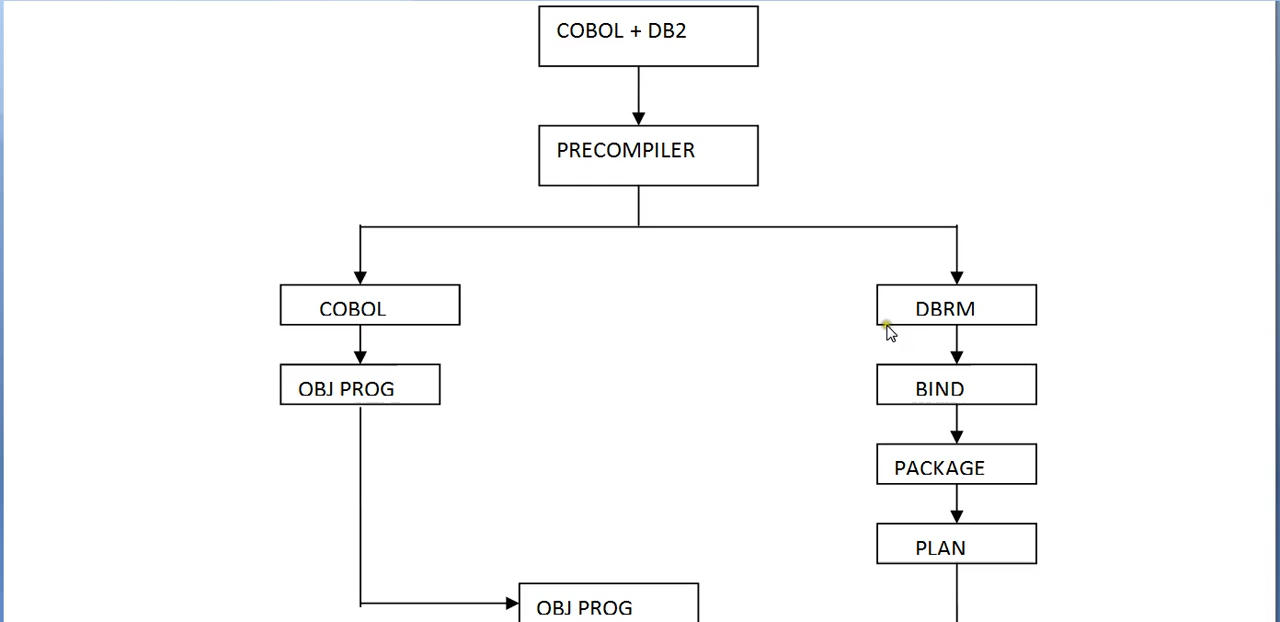 COBOL + DB2
PRECOMPILER
COBOL
DBRM
OBJ PROG
BIND
PACKAGE
PLAN
OBJ PROG